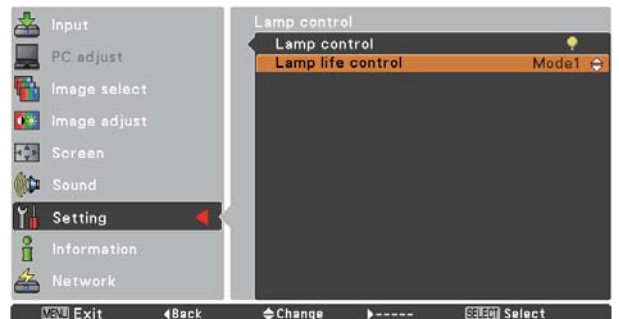 Input
PC adjust
Image select
Image adjust
Screen
Sound
Setting
Information
Network
Lamp control
Lamp control
Lamp life control Mode1
MENU Exit Back Change ----- SELECT Select